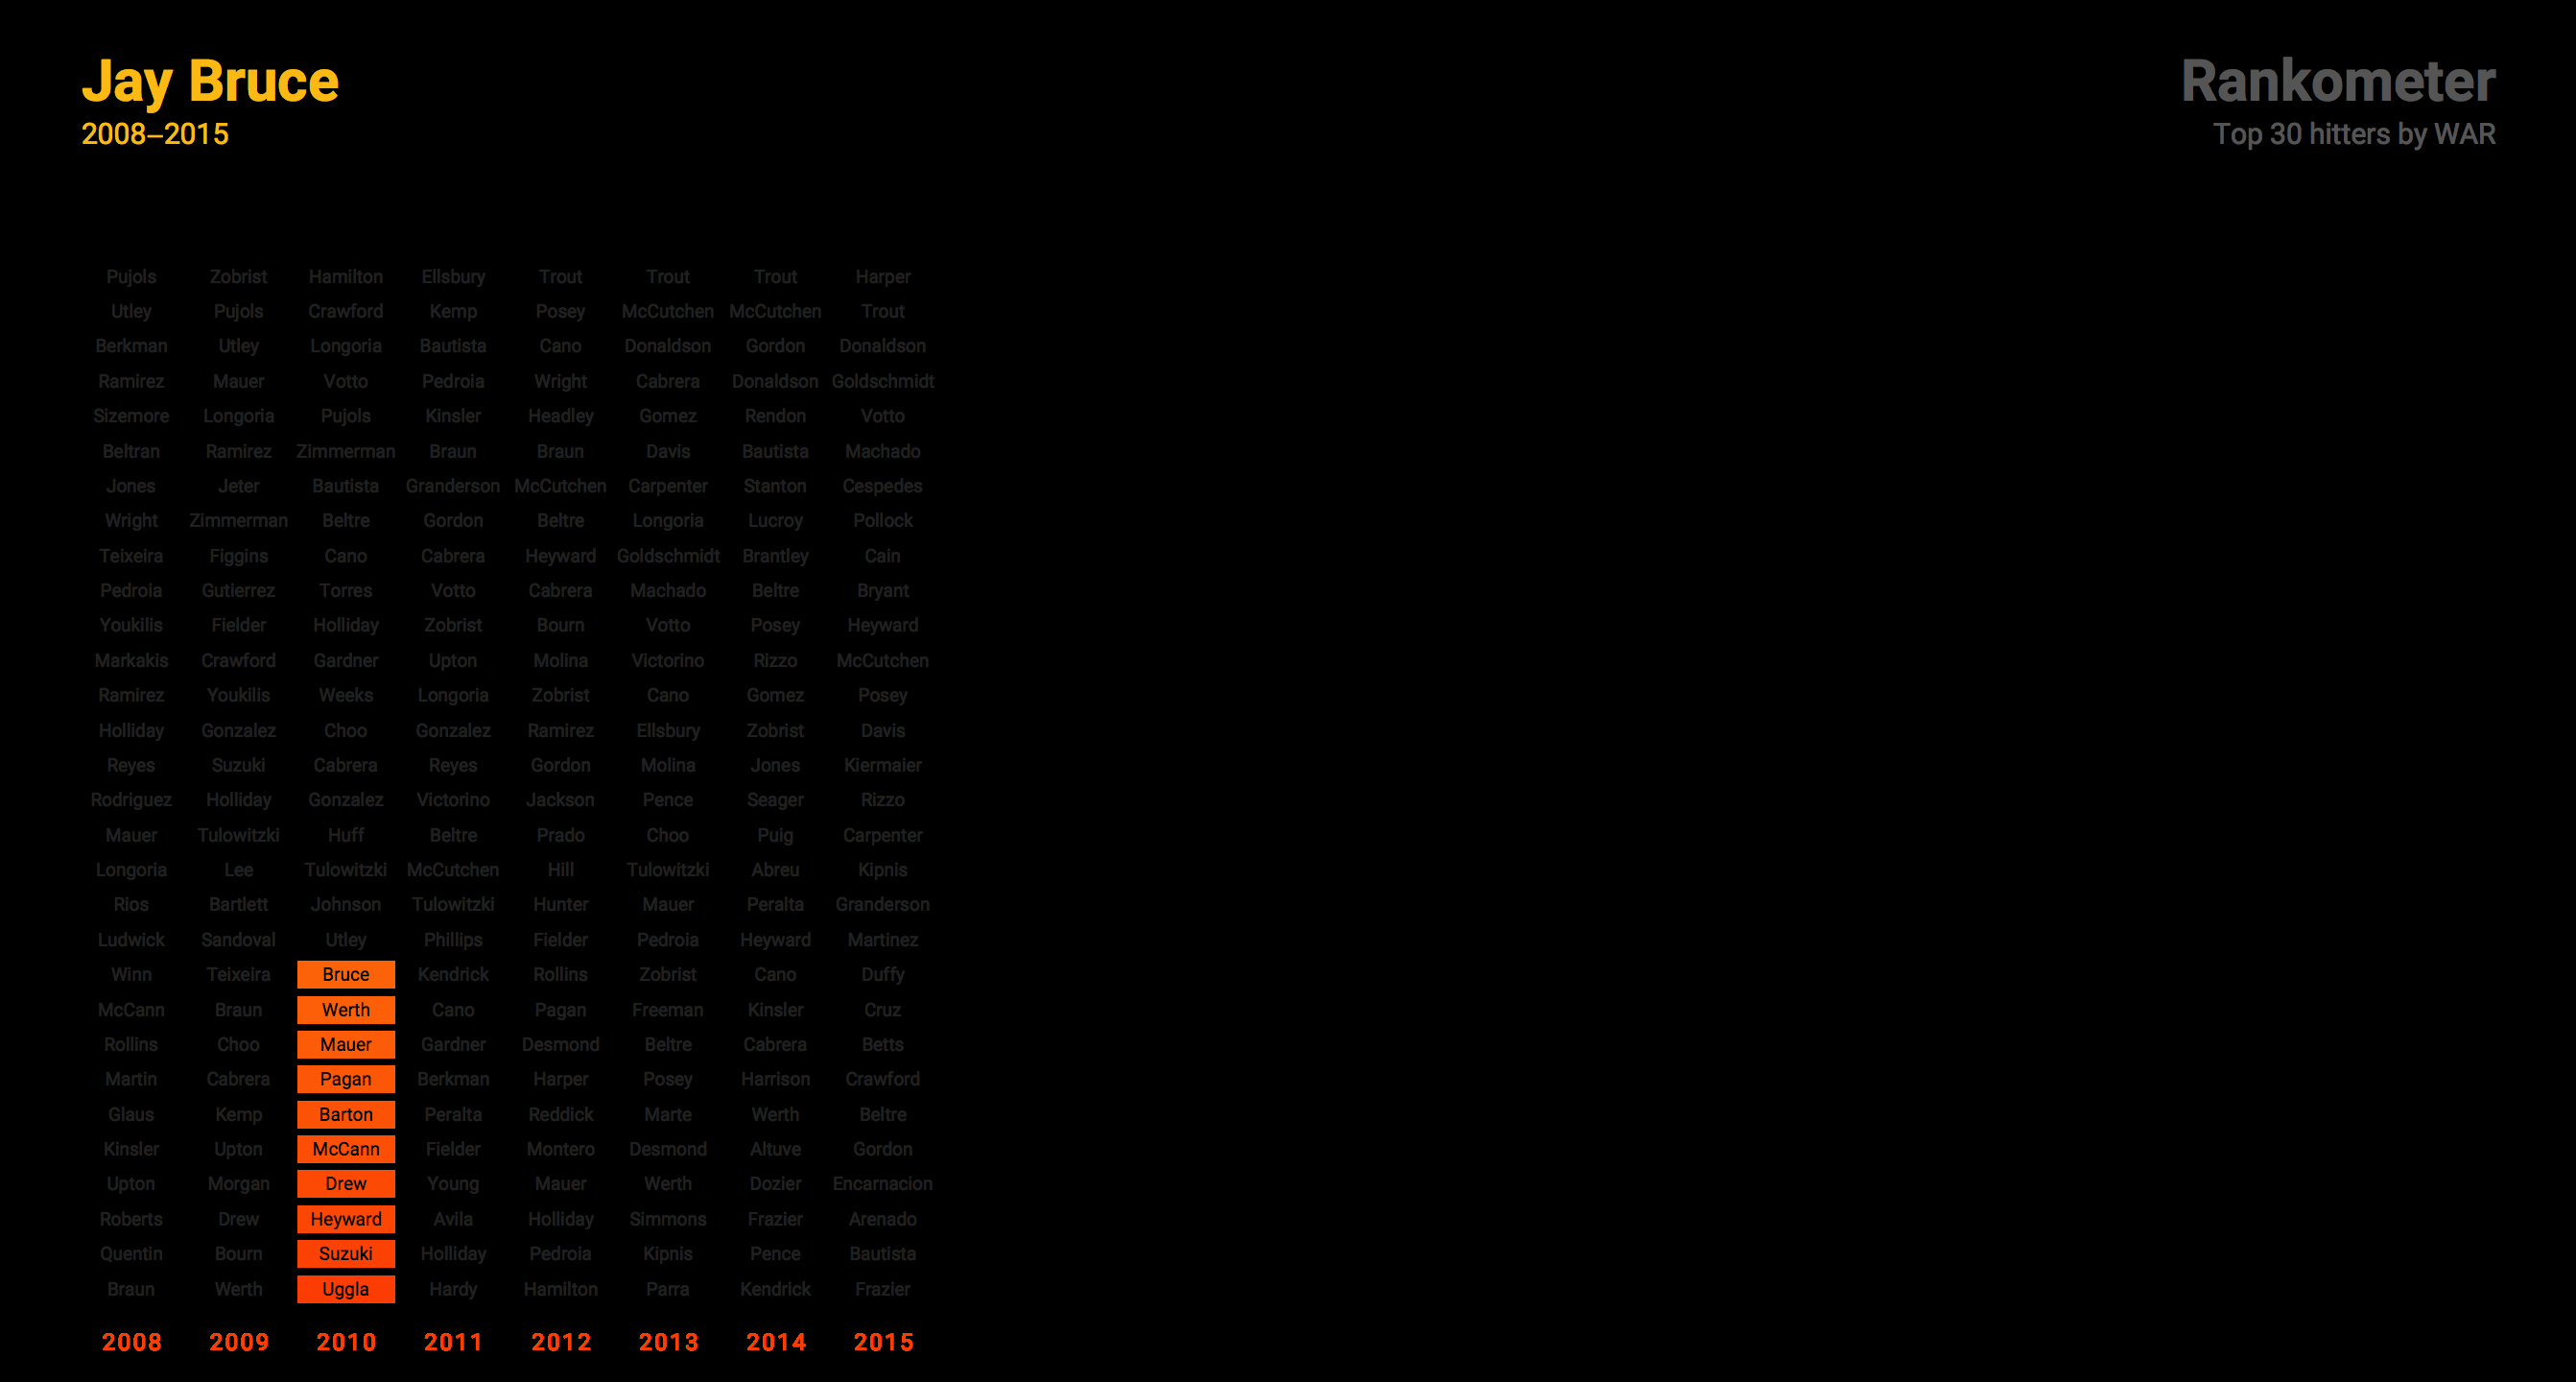 Jay Bruce
2008–2015
Rankometer
Top 30 hitters by WAR
Pujols Zobrist Hamilton Ellsbury Trout Trout Trout Harper
Utley Pujols Crawford Kemp Posey McCutchen McCutchen Trout
Berkman Utley Longoria Bautista Cano Donaldson Gordon Donaldson
Ramirez Mauer Votto Pedroia Wright Cabrera Donaldson Goldschmidt
Sizemore Longoria Pujols Kinsler Headley Gomez Rendon Votto
Beltran Ramirez Zimmerman Braun Braun Davis Bautista Machado
Jones Jeter Bautista Granderson McCutchen Carpenter Stanton Cespedes
Wright Zimmerman Beltre Gordon Beltre Longoria Lucroy Pollock
Teixeira Figgins Cano Cabrera Heyward Goldschmidt Brantley Cain
Pedroia Gutierrez Torres Votto Cabrera Machado Beltre Bryant
Youkilis Fielder Holliday Zobrist Bourn Votto Posey Heyward
Markakis Crawford Gardner Upton Molina Victorino Rizzo McCutchen
Ramirez Youkilis Weeks Longoria Zobrist Cano Gomez Posey
Holliday Gonzalez Choo Gonzalez Ramirez Ellsbury Zobrist Davis
Reyes Suzuki Cabrera Reyes Gordon Molina Jones Kiermaier
Rodriguez Holliday Gonzalez Victorino Jackson Pence Seager Rizzo
Mauer Tulowitzki Huff Beltre Prado Choo Puig Carpenter
Longoria Lee Tulowitzki McCutchen Hill Tulowitzki Abreu Kipnis
Rios Bartlett Johnson Tulowitzki Hunter Mauer Peralta Granderson
Ludwick Sandoval Utley Phillips Fielder Pedroia Heyward Martinez
Winn Teixeira Bruce Kendrick Rollins Zobrist Cano Duffy
McCann Braun Werth Cano Pagan Freeman Kinsler Cruz
Rollins Choo Mauer Gardner Desmond Beltre Cabrera Betts
Martin Cabrera Pagan Berkman Harper Posey Harrison Crawford
Glaus Kemp Barton Peralta Reddick Marte Werth Beltre
Kinsler Upton McCann Fielder Montero Desmond Altuve Gordon
Upton Morgan Drew Young Mauer Werth Dozier Encarnacion
Roberts Drew Heyward Avila Holliday Simmons Frazier Arenado
Quentin Bourn Suzuki Holliday Pedroia Kipnis Pence Bautista
Braun Werth Uggla Hardy Hamilton Parra Kendrick Frazier
2008 2009 2010 2011 2012 2013 2014 2015